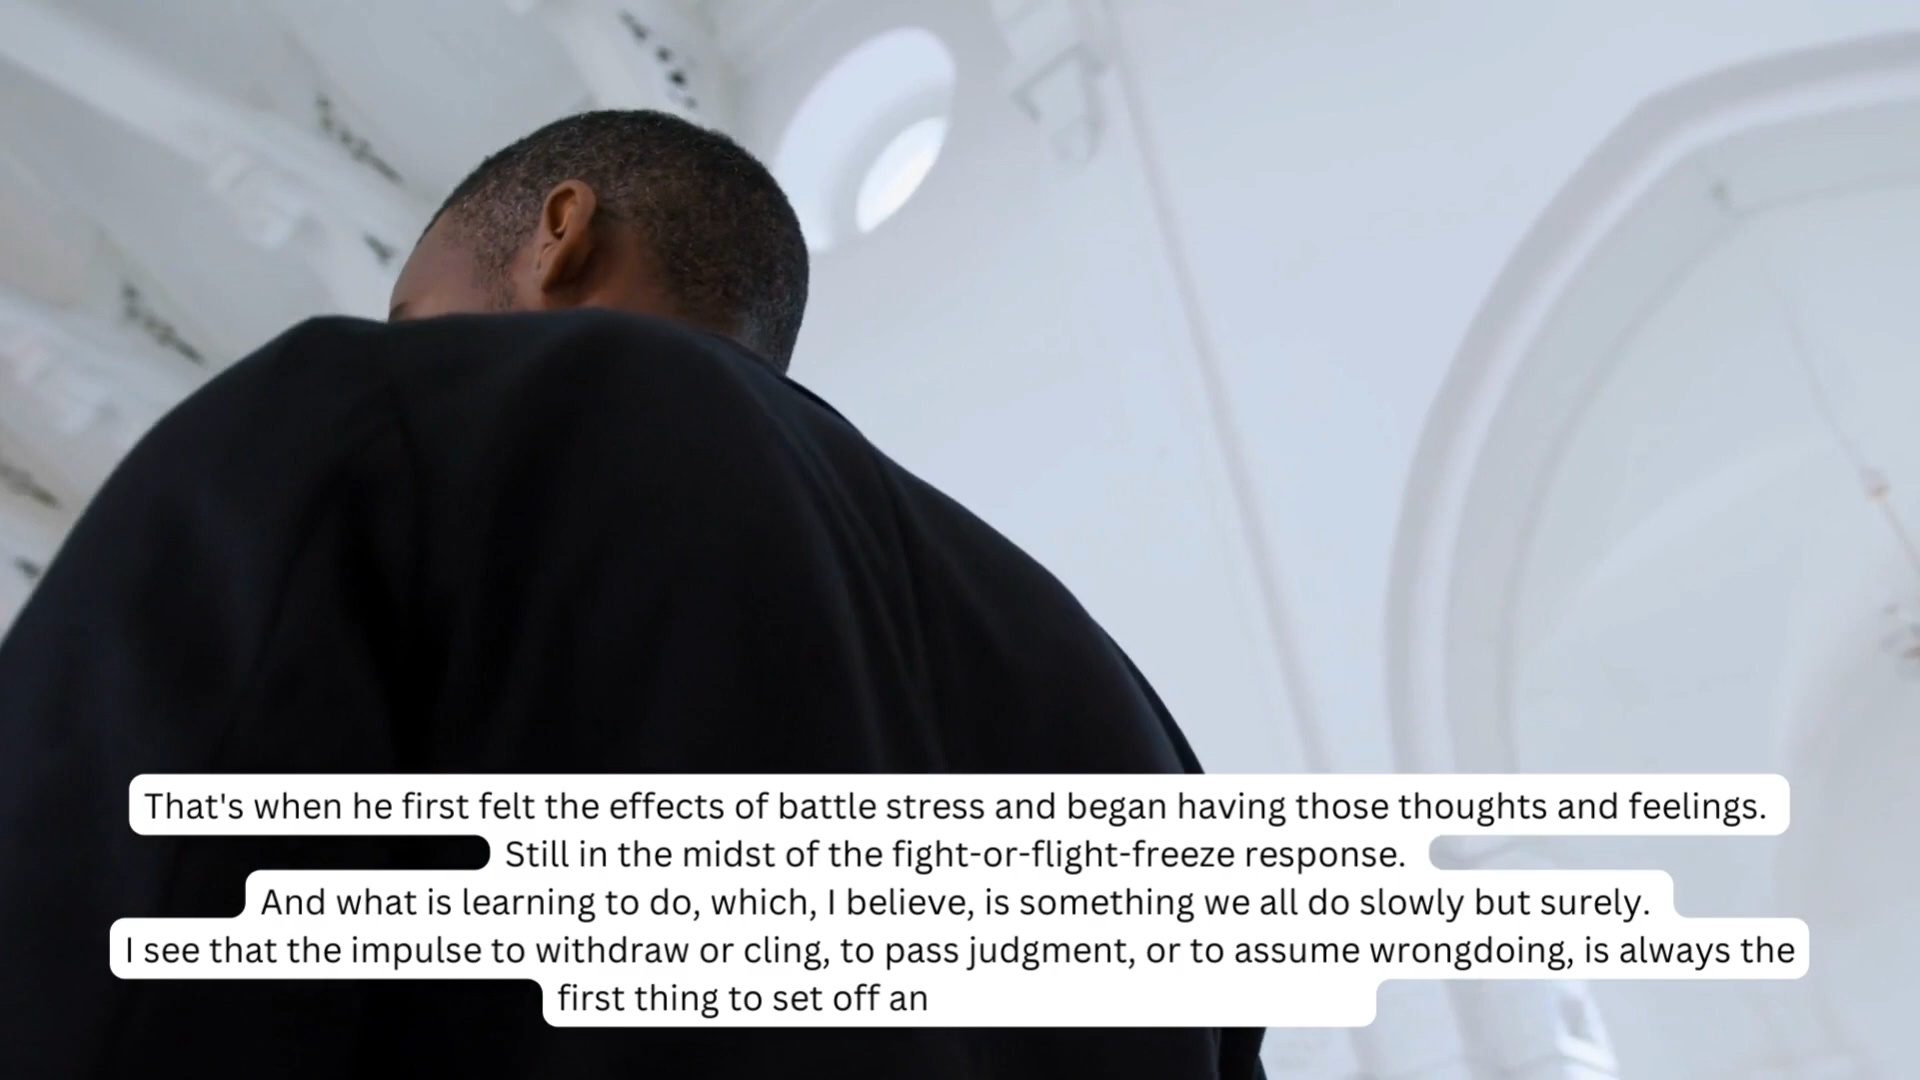 That's when he first felt the effects of battle stress and began having those thoughts and feelings.
Still in the midst of the fight-or-flight-freeze response.
And what is learning to do, which, I believe, is something we all do slowly but surely.
I see that the impulse to withdraw or cling, to pass judgment, or to assume wrongdoing, is always the
first thing to set off an